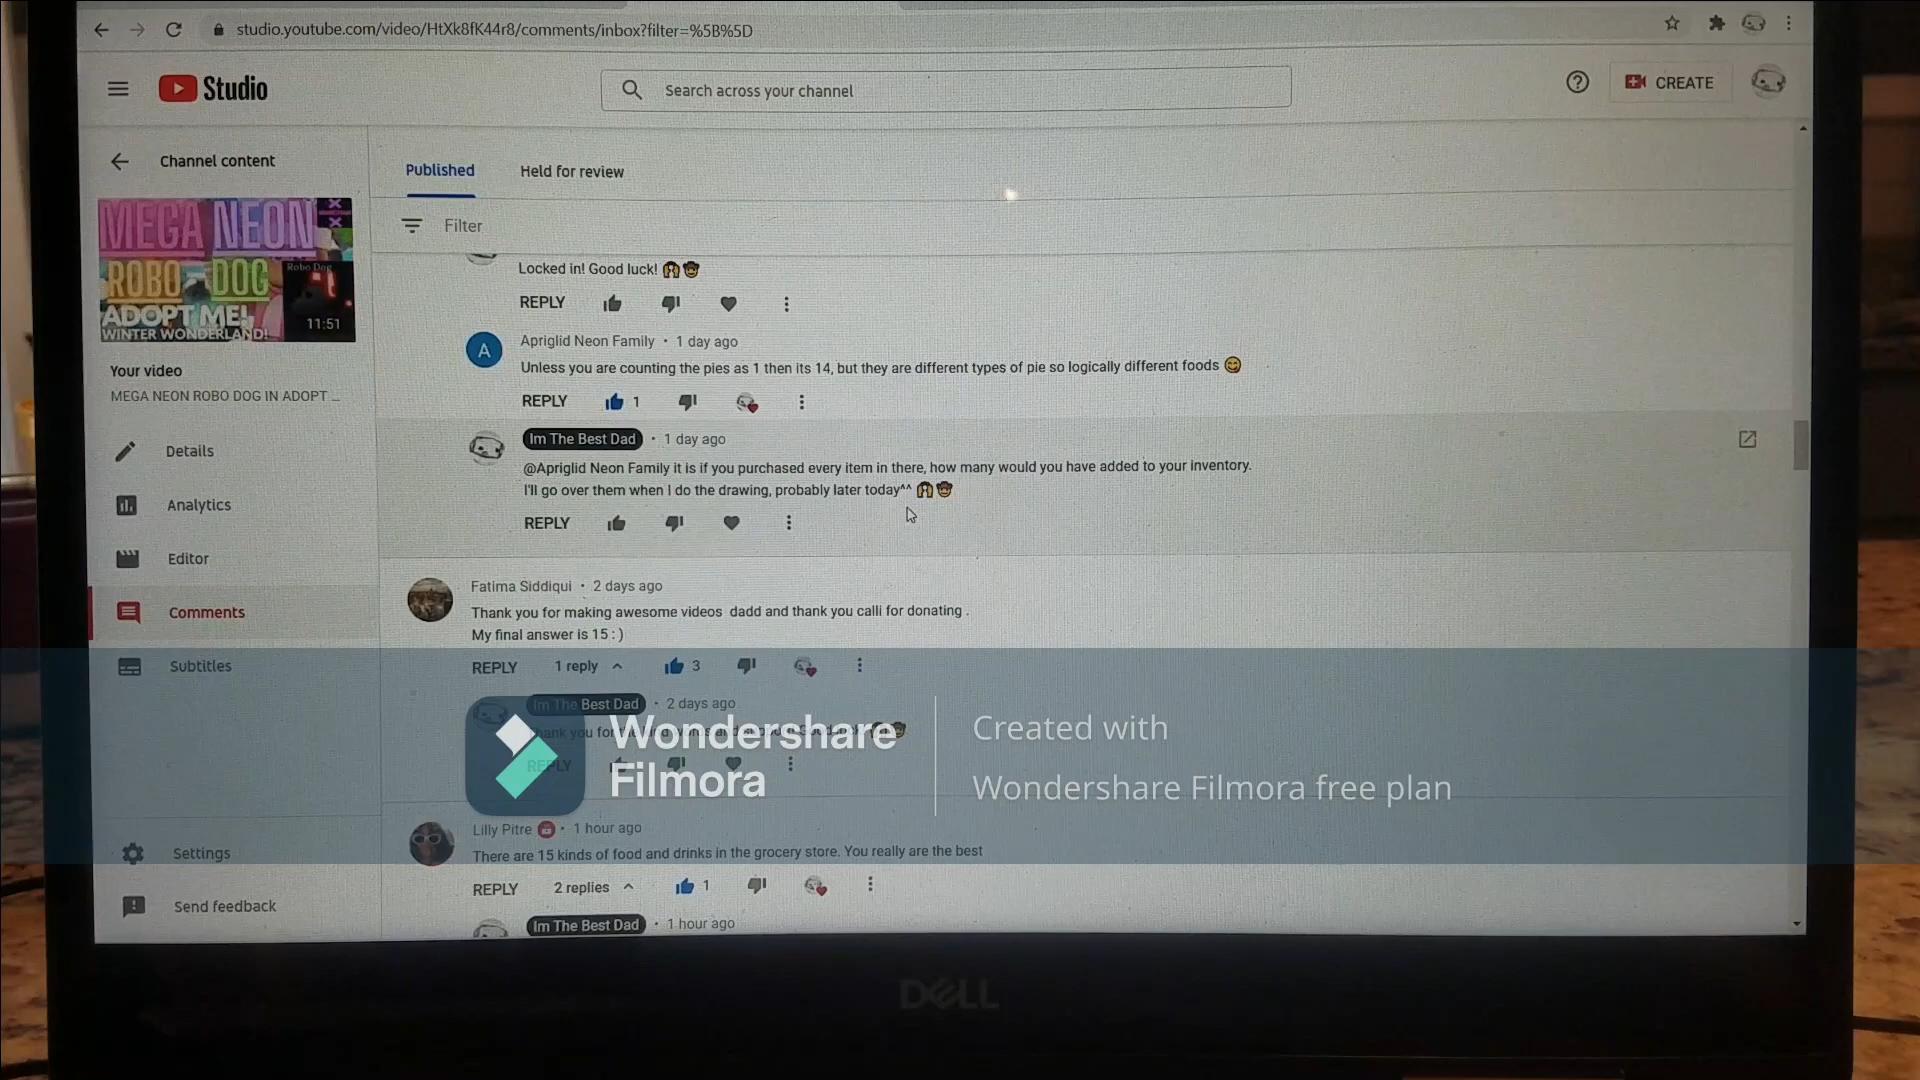 studio.youtube.com/video/HtXk8fK44r8/comments/inbox?filter=%5B%5D
Studio
Search across your channel
CREATE
Channel content
MEGA NEON
ROBO DOG
Robo Dog
ADOPT ME!
WINTER WONDERLAND!
11:51
Your video
MEGA NEON ROBO DOG IN ADOPT ...
Details
Analytics
Editor
Comments
Subtitles
Settings
Send feedback
Published
Held for review
Filter
Locked in! Good luck! 
REPLY
A
Apriglid Neon Family • 1 day ago
Unless you are counting the pies as 1 then its 14, but they are different types of pie so logically different foods 😋
REPLY 1
Im The Best Dad • 1 day ago
@Apriglid Neon Family it is if you purchased every item in there, how many would you have added to your inventory.
I'll go over them when I do the drawing, probably later today^^
REPLY
Fatima Siddiqui • 2 days ago
Thank you for making awesome videos dadd and thank you calli for donating .
My final answer is 15 : )
REPLY 1 reply 3
Im The Best Dad • 2 days ago
thank you for the
REPLY
Wondershare
Filmora
Created with
Wondershare Filmora free plan
Lilly Pitre • 1 hour ago
There are 15 kinds of food and drinks in the grocery store. You really are the best
REPLY 2 replies 1
Im The Best Dad • 1 hour ago
DELL